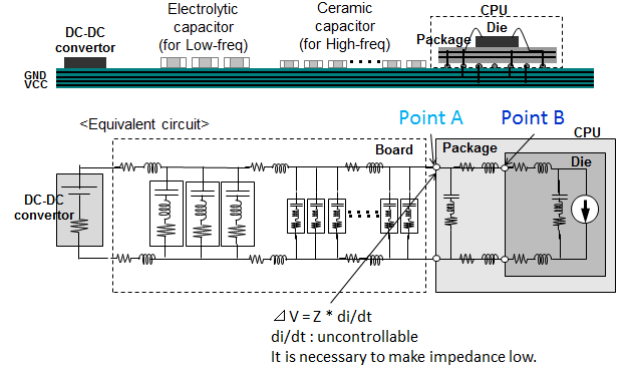 Electrolytic
capacitor
(for Low-freq)
Ceramic
capacitor
(for High-freq)
CPU
Die
Package
DC-DC
convertor
GND
VCC
<Equivalent circuit>
Point A
Point B
CPU
Board
Package
Die
DC-DC
convertor
⊿V=Z * di/dt
di/dt : uncontrollable
It is necessary to make impedance low.